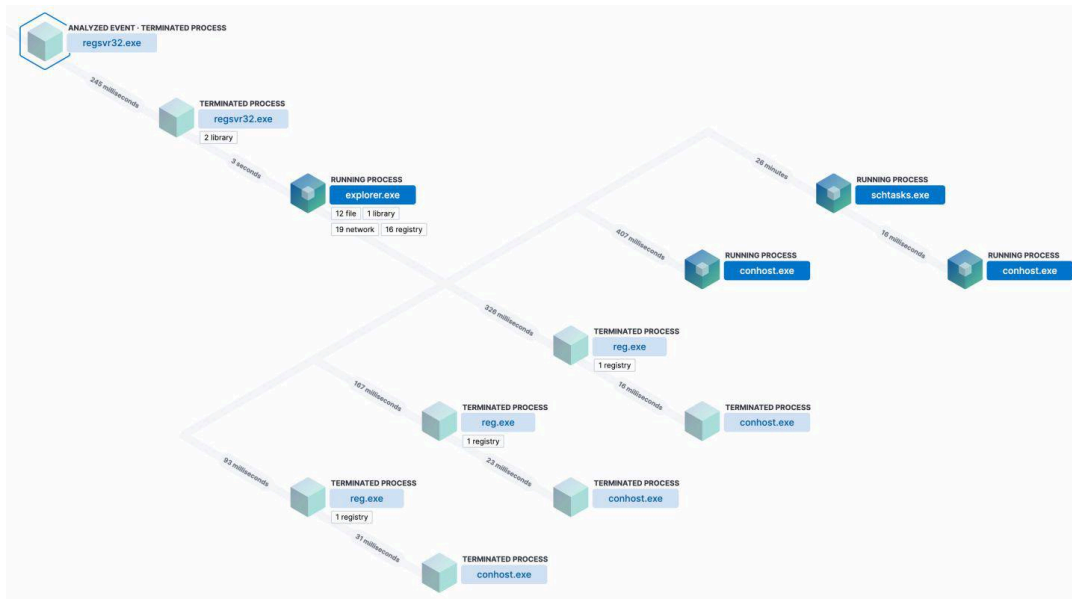 ANALYZED EVENT · TERMINATED PROCESS
regsvr32.exe
245 milliseconds
TERMINATED PROCESS
regsvr32.exe
2 library
3 seconds
RUNNING PROCESS
explorer.exe
12 file 1 library
19 network 16 registry
26 minutes
RUNNING PROCESS
schtasks.exe
16 milliseconds
RUNNING PROCESS
conhost.exe
407 milliseconds
RUNNING PROCESS
conhost.exe
326 milliseconds
TERMINATED PROCESS
reg.exe
1 registry
16 milliseconds
TERMINATED PROCESS
conhost.exe
167 milliseconds
TERMINATED PROCESS
reg.exe
1 registry
23 milliseconds
TERMINATED PROCESS
conhost.exe
93 milliseconds
TERMINATED PROCESS
reg.exe
1 registry
31 milliseconds
TERMINATED PROCESS
conhost.exe